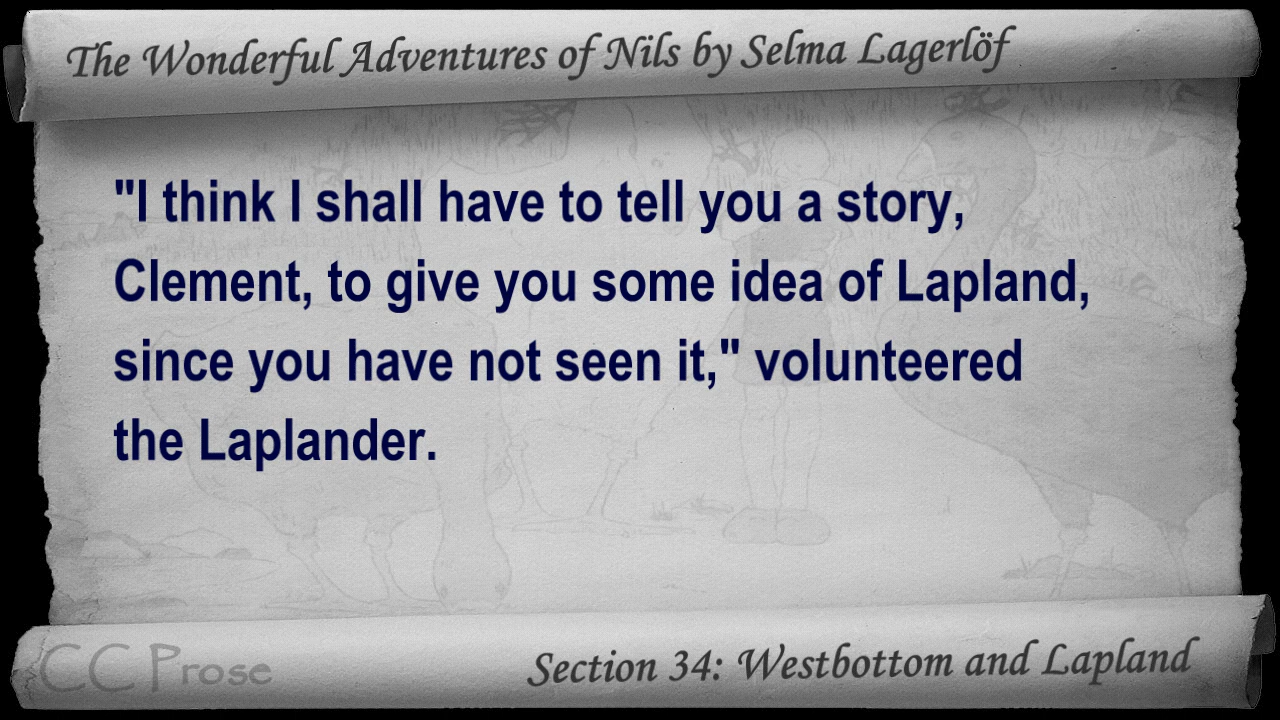 The Wonderful Adventures of Nils by Selma Lagerlöf
"I think I shall have to tell you a story,
Clement, to give you some idea of Lapland,
since you have not seen it," volunteered
the Laplander.
CC Prose
Section 34: Westbottom and Lapland